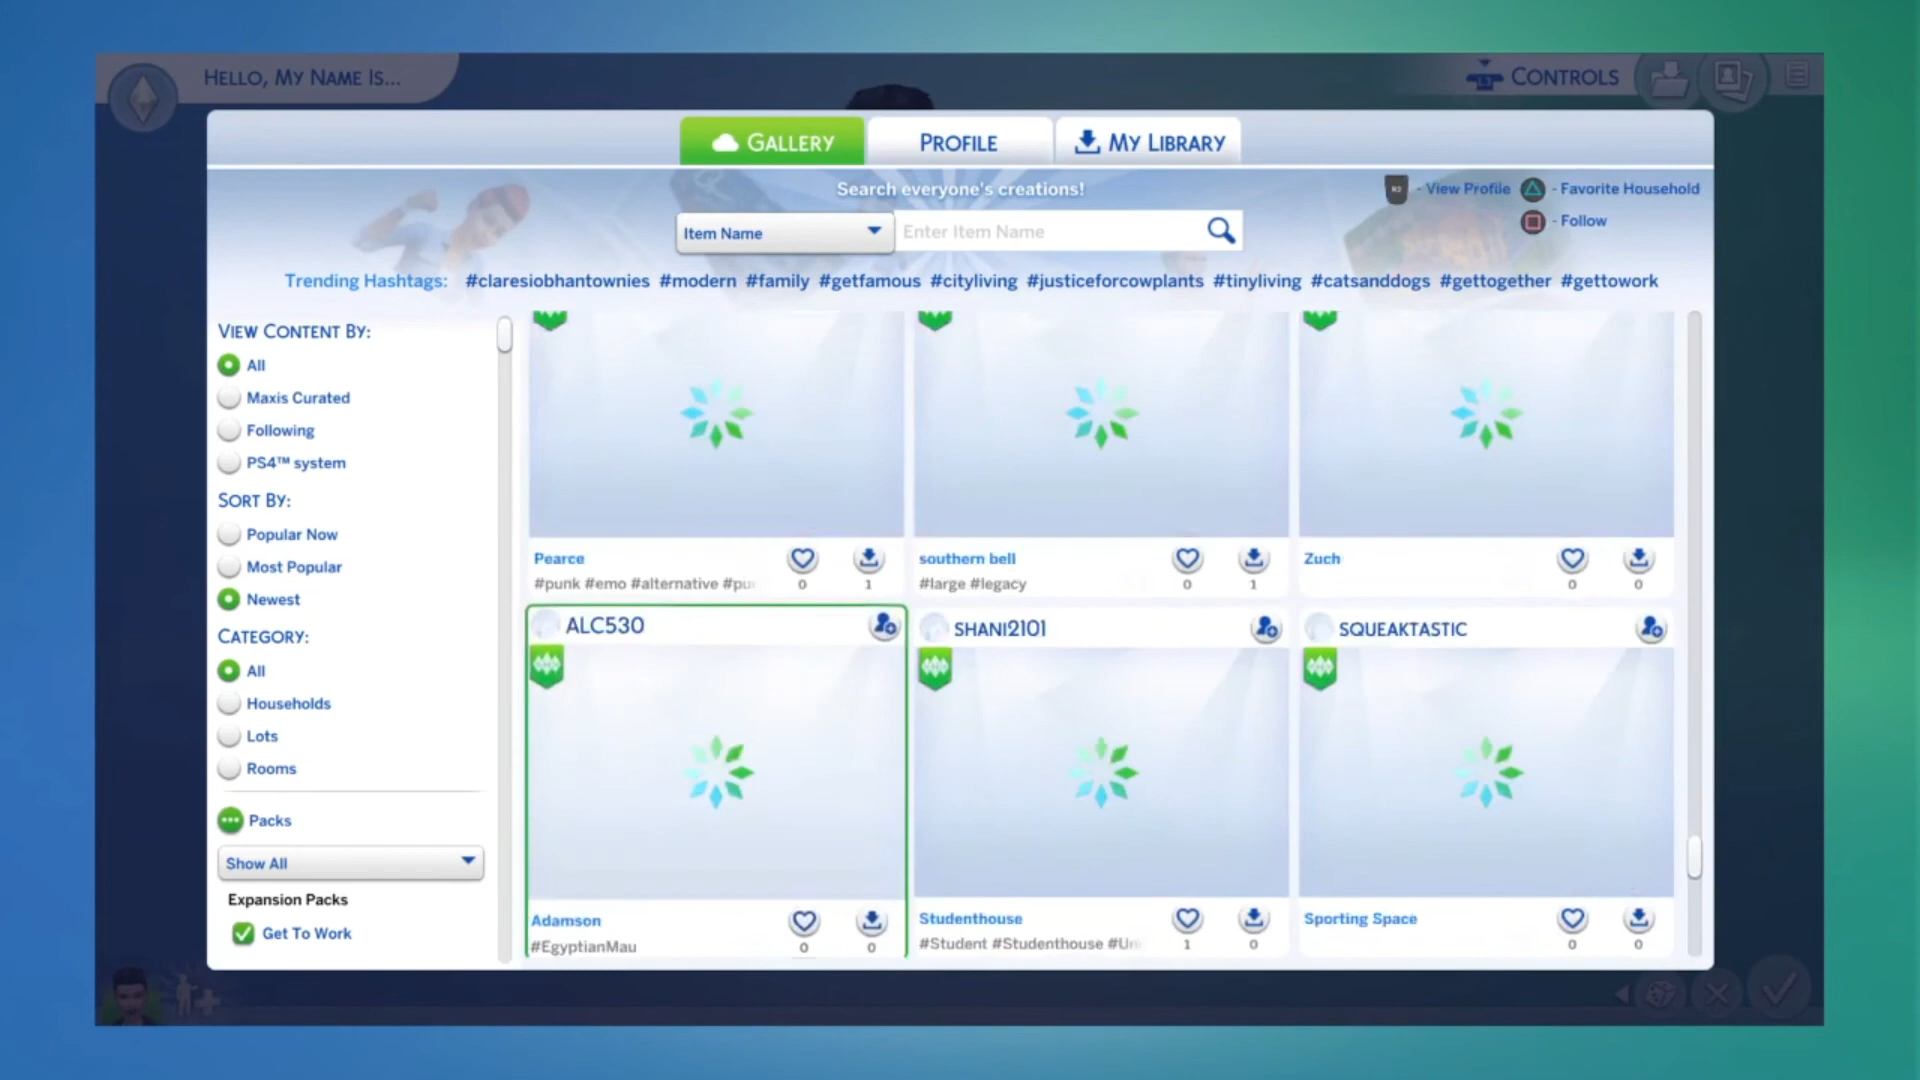 HELLO, MY NAME IS...
L3 CONTROLS
GALLERY
PROFILE
MY LIBRARY
Search everyone's creations!
R3 - View Profile - Favorite Household
- Follow
Item Name
Enter Item Name
Trending Hashtags: #claresiobhantownies #modern #family #getfamous #cityliving #justiceforcowplants #tinyliving #catsanddogs #gettogether #gettowork
VIEW CONTENT BY:
All
Maxis Curated
Following
PS4™ system
SORT BY:
Popular Now
Most Popular
Newest
CATEGORY:
All
Households
Lots
Rooms
Packs
Show All
Expansion Packs
Get To Work
Pearce
#punk #emo #alternative #pu
0
1
southern bell
#large #legacy
0
1
Zuch
0
0
ALC530
Adamson
#EgyptianMau
0
0
SHANI2101
Studenthouse
#Student #Studenthouse #Un
1
0
SQUEAKTASTIC
Sporting Space
0
0